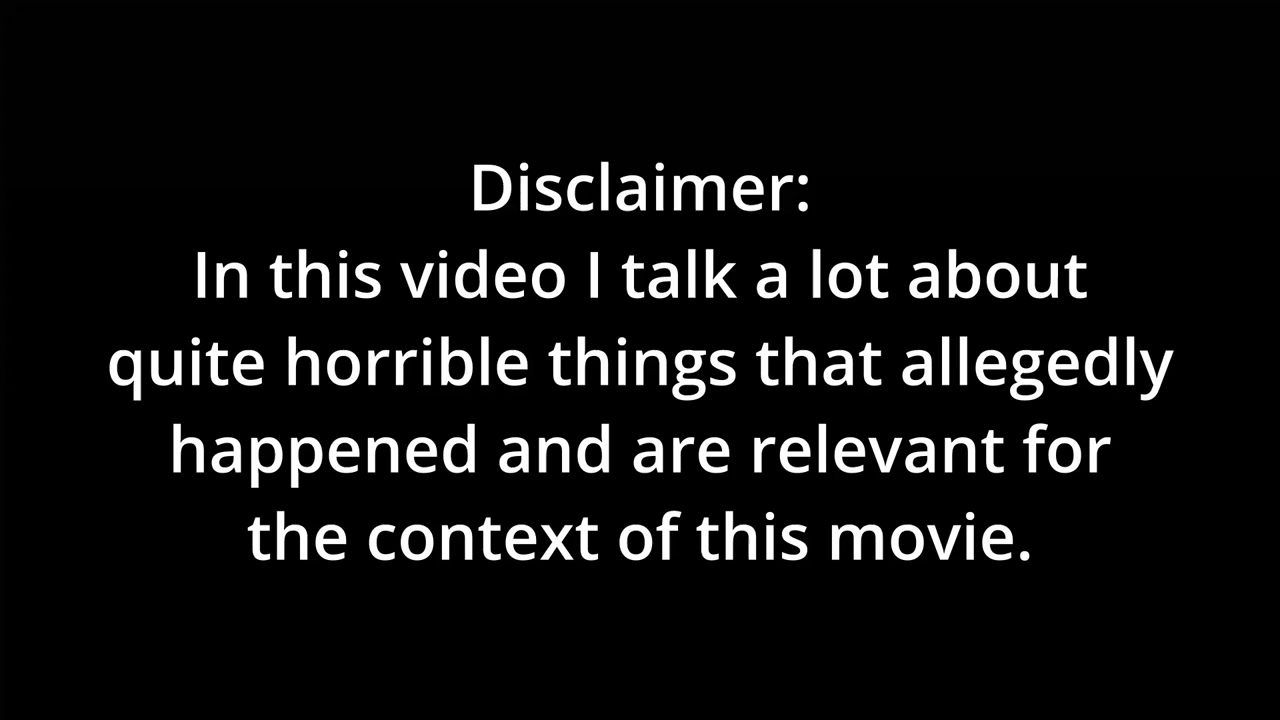 Disclaimer:
In this video I talk a lot about
quite horrible things that allegedly
happened and are relevant for
the context of this movie.